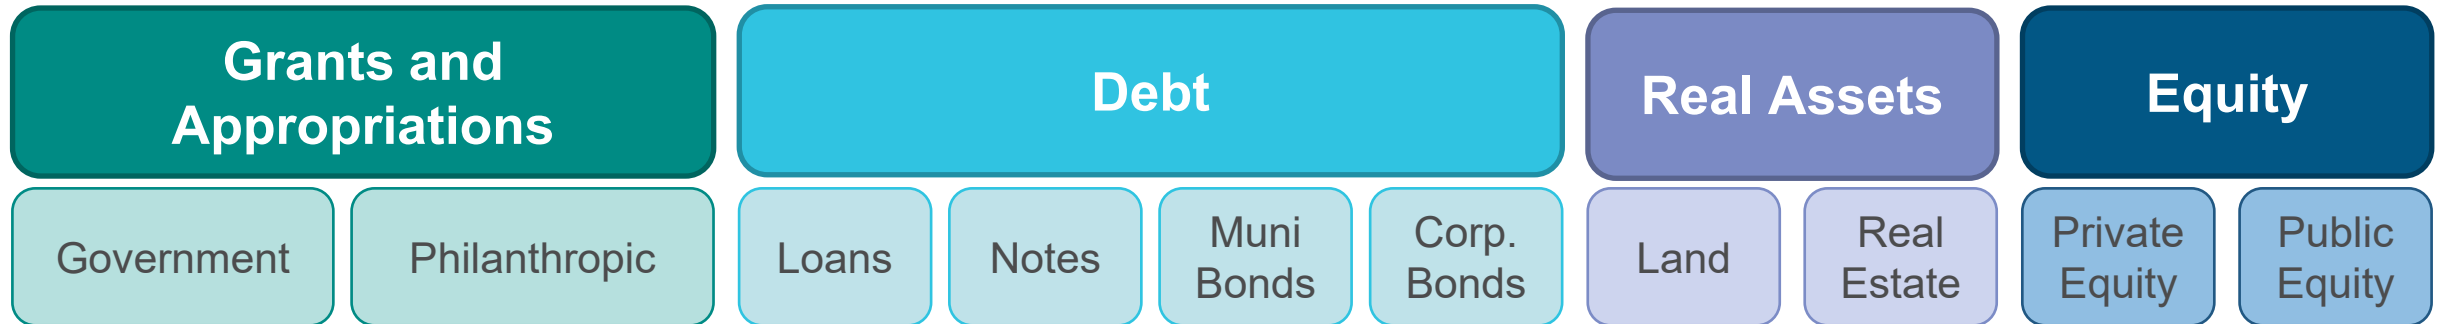 Grants and
Appropriations
Debt
Real Assets
Equity
Government
Philanthropic
Loans
Notes
Muni
Bonds
Corp.
Bonds
Land
Real
Estate
Private
Equity
Public
Equity